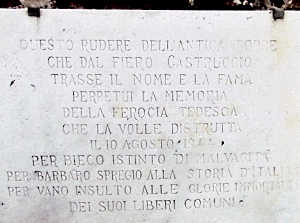 QUESTO RUDERE DELL'ANTICA TORRE
CHE DAL FIERO CASTRUCCIO
TRASSE IL NOME E LA FAMA
PERPETUI LA MEMORIA
DELLA FEROCIA TEDESCA
CHE LA VOLLE DISTRUTTA
IL 10 AGOSTO
PER BIECO ISTINTO DI MALVAGITÀ
PER BARBARO SPREGIO ALLA STORIA D'ITALI
PER VANO INSULTO ALLE GLORIE IMMORTALI
DEI SUOI LIBERI COMUNI